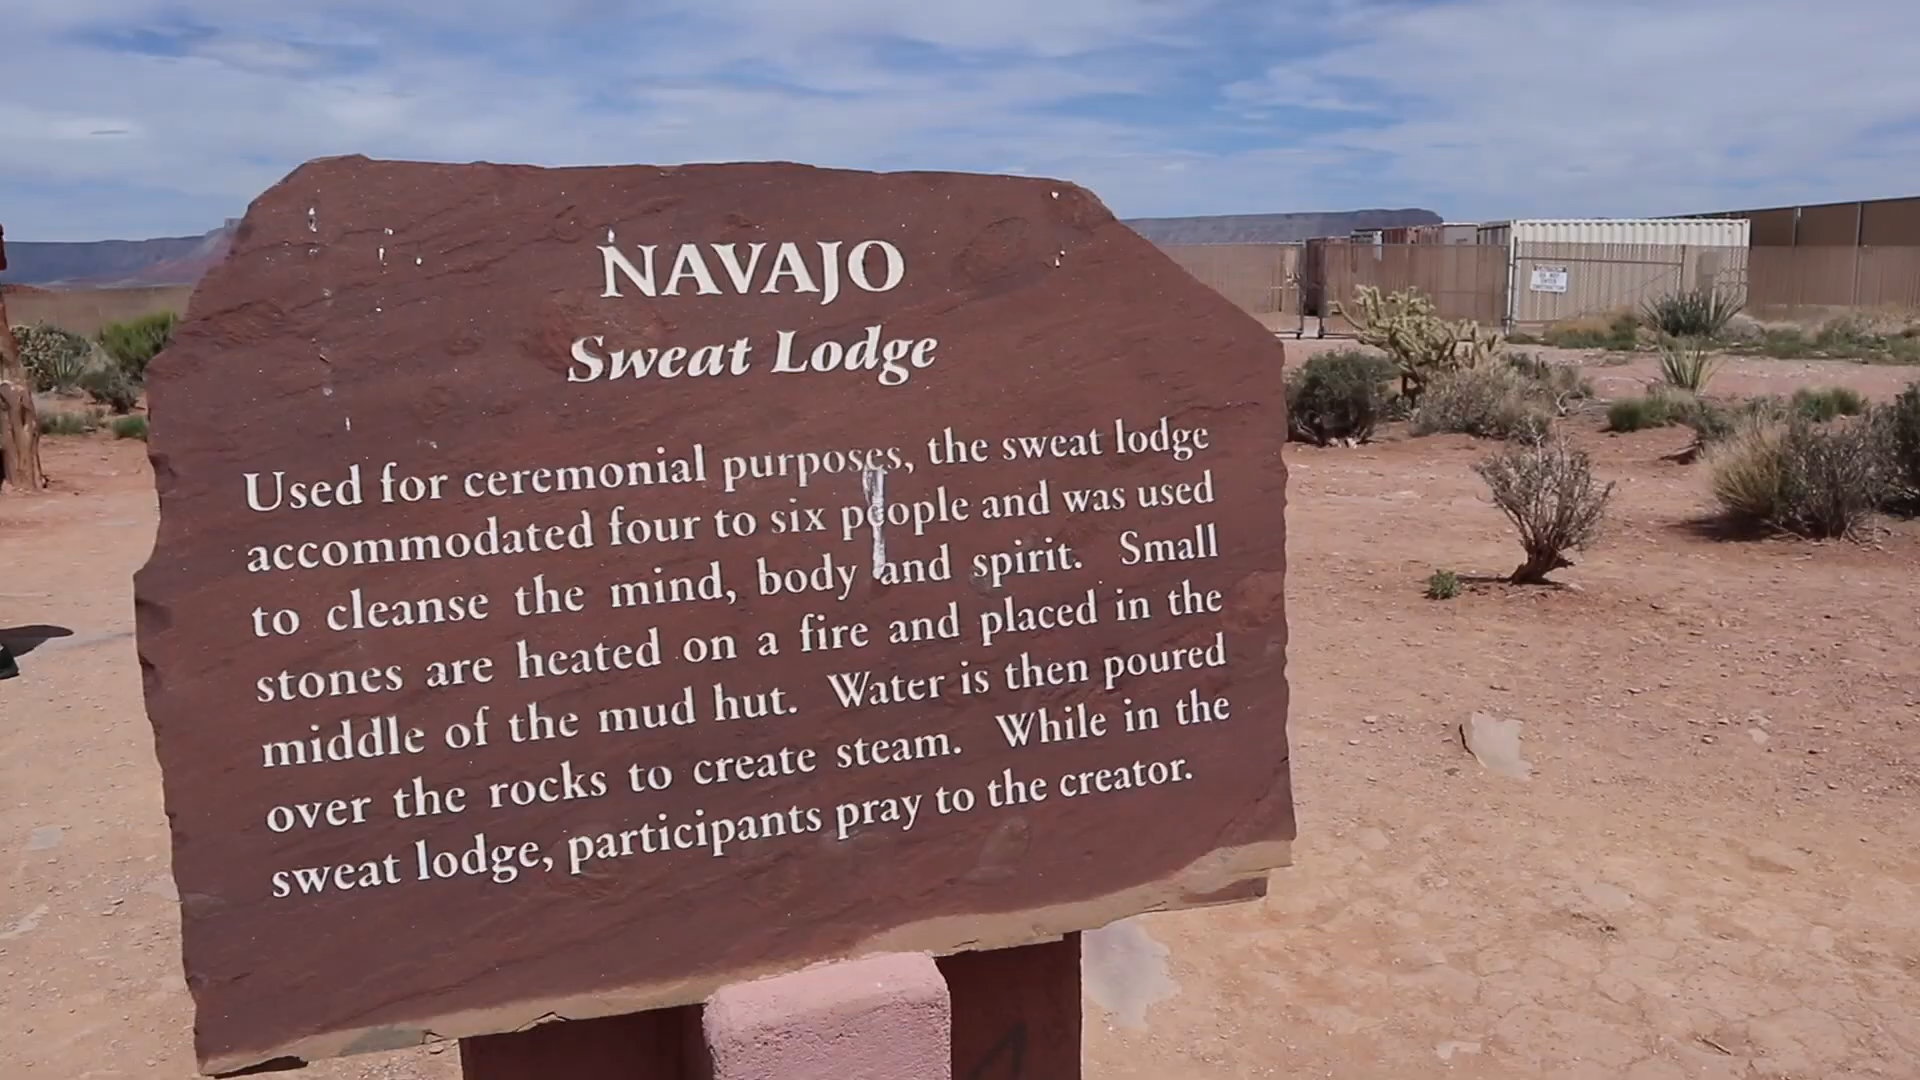 NAVAJO
Sweat Lodge
Used for ceremonial purposes, the sweat lodge
accommodated four to six people and was used
to cleanse the mind, body and spirit. Small
stones are heated on a fire and placed in the
middle of the mud hut. Water is then poured
over the rocks to create steam. While in the
sweat lodge, participants pray to the creator.